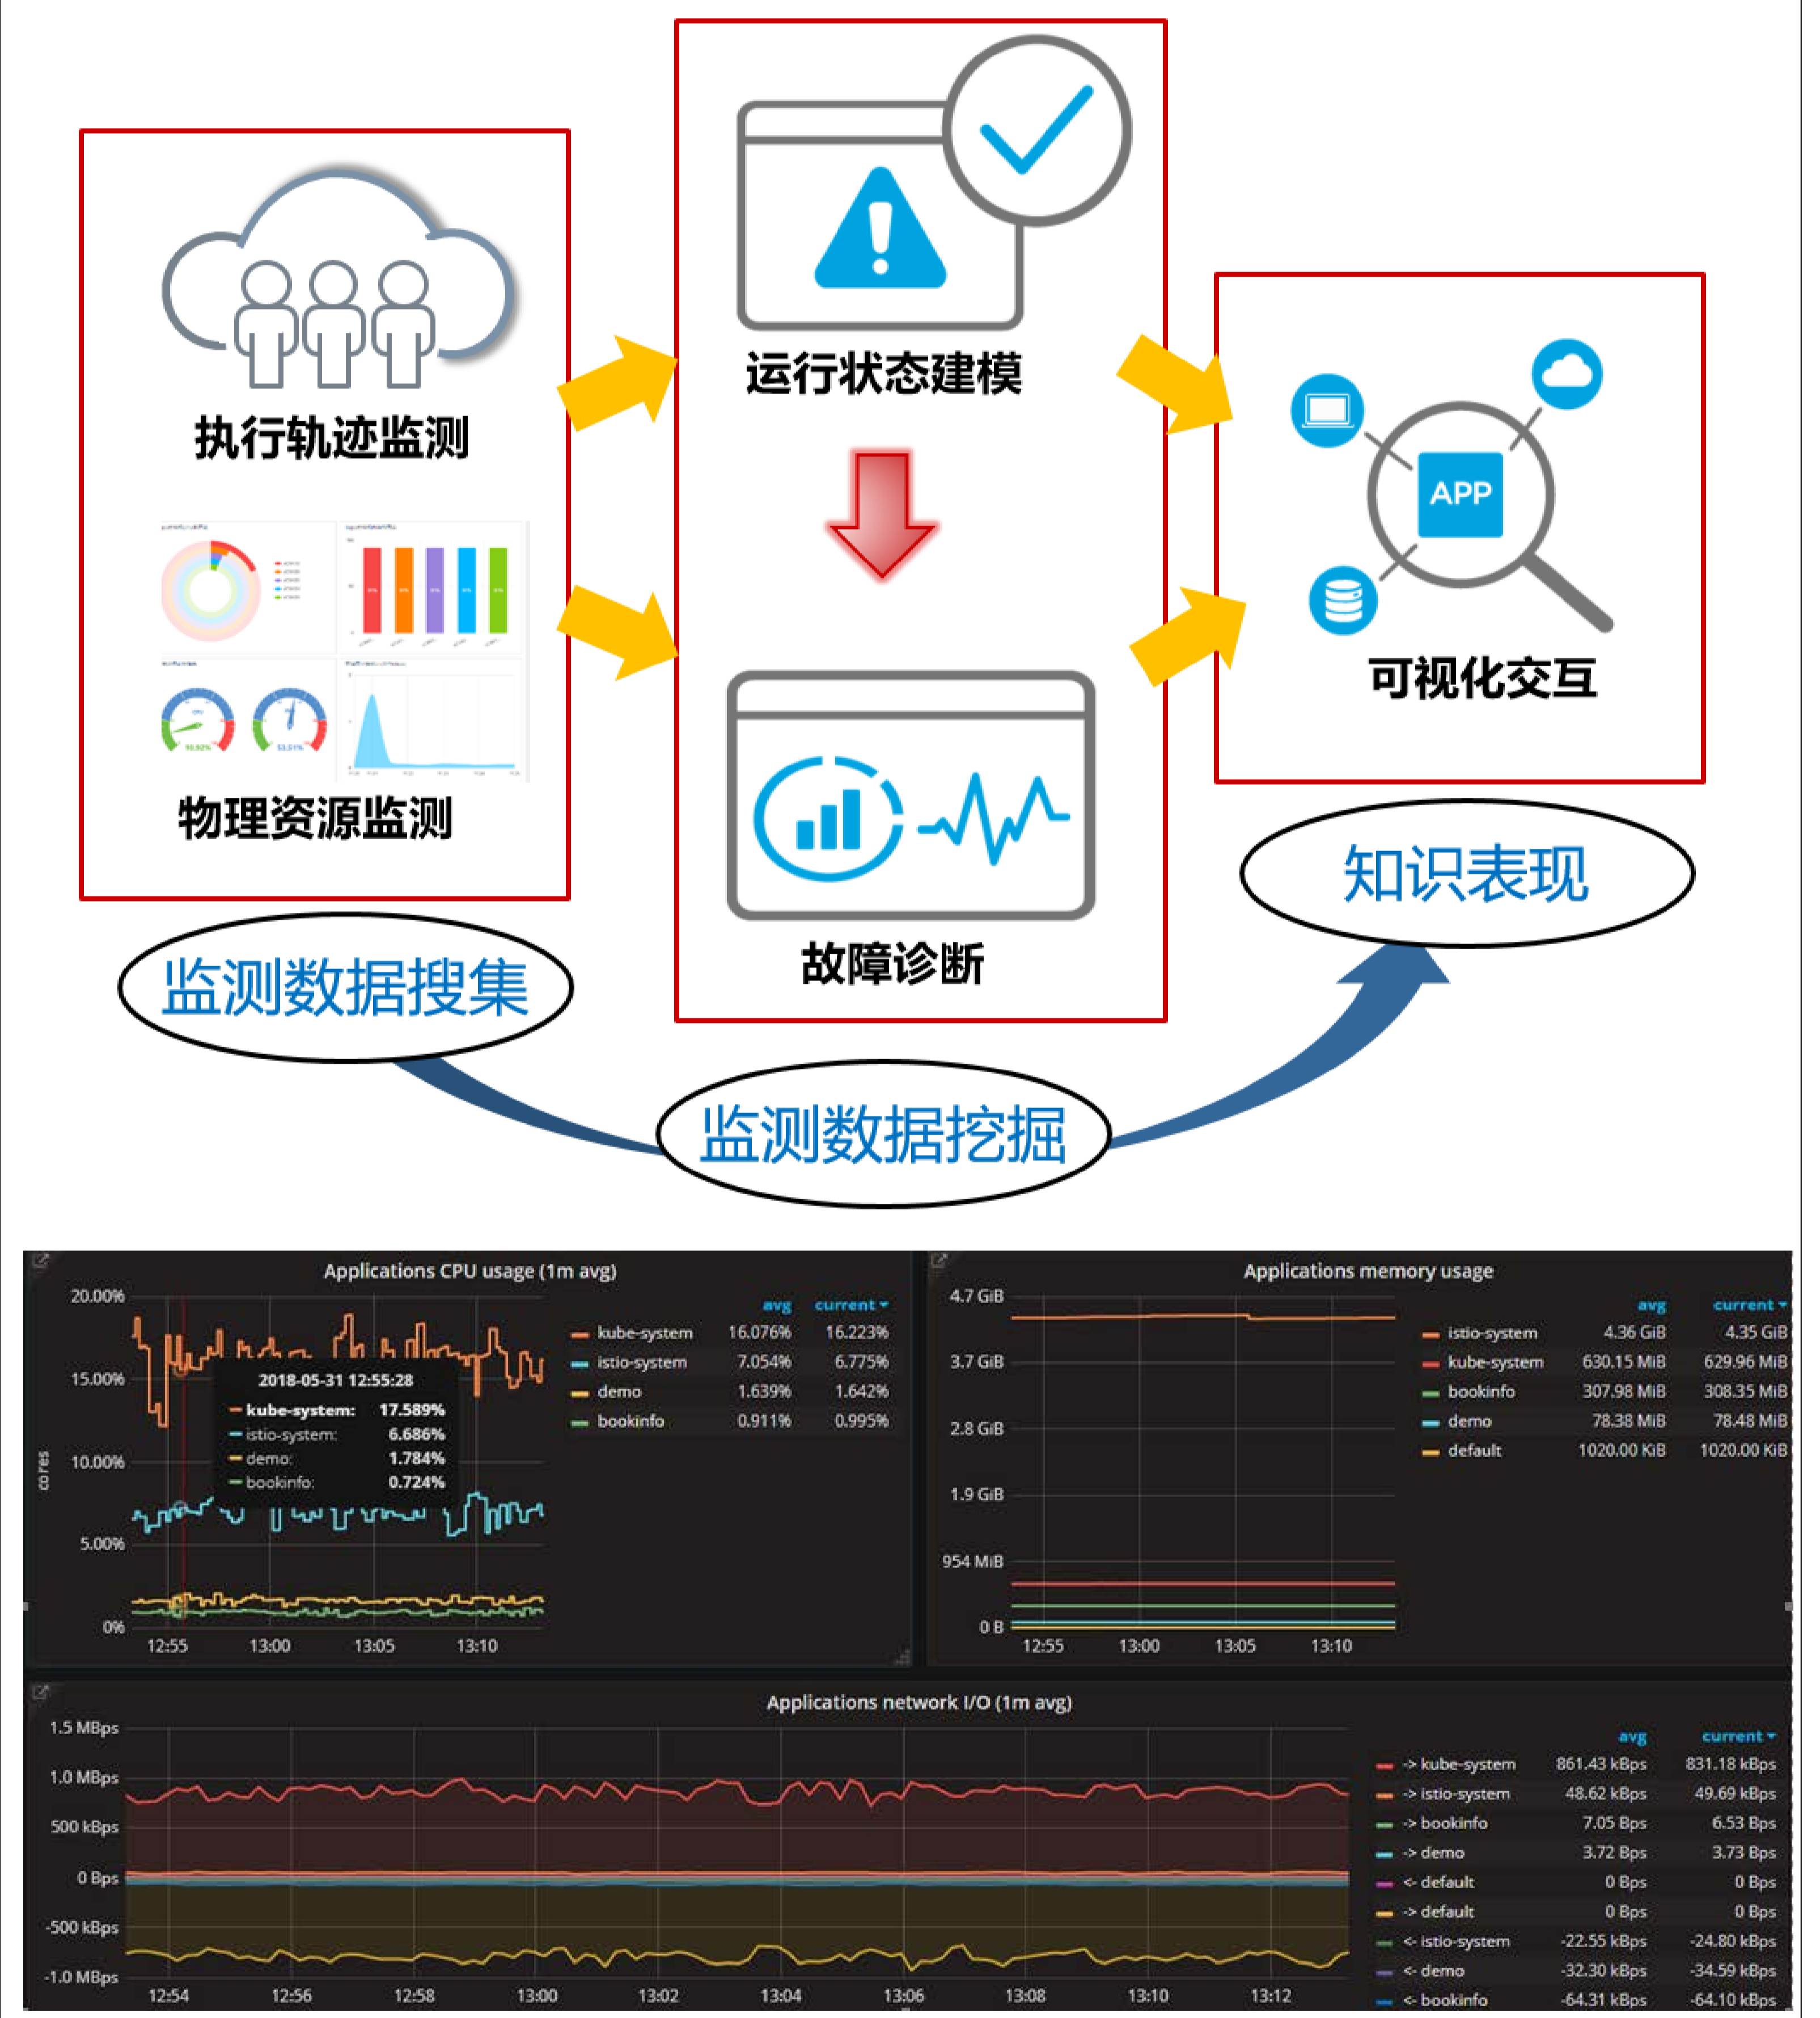 运行状态建模
执行轨迹监测
APP
CPU
10.92%
53.51%
可视化交互
物理资源监测
知识表现
故障诊断
监测数据搜集
监测数据挖掘
Applications CPU usage (1m avg)
20.00%
15.00%
10.00%
5.00%
0%
cores
12:55 13:00 13:05 13:10
avg current
kube-system 16.076% 16.223%
istio-system 7.054% 6.775%
demo 1.639% 1.642%
bookinfo 0.911% 0.995%
2018-05-31 12:55:28
kube-system: 17.589%
istio-system: 6.686%
demo: 1.784%
bookinfo: 0.724%
Applications memory usage
4.7 GiB
3.7 GiB
2.8 GiB
1.9 GiB
954 MiB
0 B
12:55 13:00 13:05 13:10
avg current
istio-system 4.36 GiB 4.35 GiB
kube-system 630.15 MiB 629.96 MiB
bookinfo 307.98 MiB 308.35 MiB
demo 78.38 MiB 78.48 MiB
default 1020.00 KiB 1020.00 KiB
Applications network I/O (1m avg)
1.5 MBps
1.0 MBps
500 kBps
0 Bps
-500 kBps
-1.0 MBps
12:54 12:56 12:58 13:00 13:02 13:04 13:06 13:08 13:10 13:12
avg current
-> kube-system 861.43 kBps 831.18 kBps
-> istio-system 48.62 kBps 49.69 kBps
-> bookinfo 7.05 Bps 6.53 Bps
-> demo 3.72 Bps 3.73 Bps
<- default 0 Bps 0 Bps
-> default 0 Bps 0 Bps
<- istio-system -22.55 kBps -24.80 kBps
<- demo -32.30 kBps -34.59 kBps
<- bookinfo -64.31 kBps -64.10 kBps